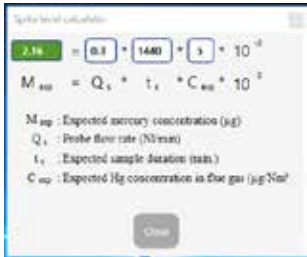 Spike level calculator
2.16 = 0.3 * 1440 * 5 * 10⁻³
M exp = Q s * t s * C exp * 10⁻³
M exp : Expected mercury concentration (µg)
Q s : Probe flow rate (Nl/min)
t s : Expected sample duration (min.)
C exp : Expected Hg concentration in flue gas (µg/Nm³
Close